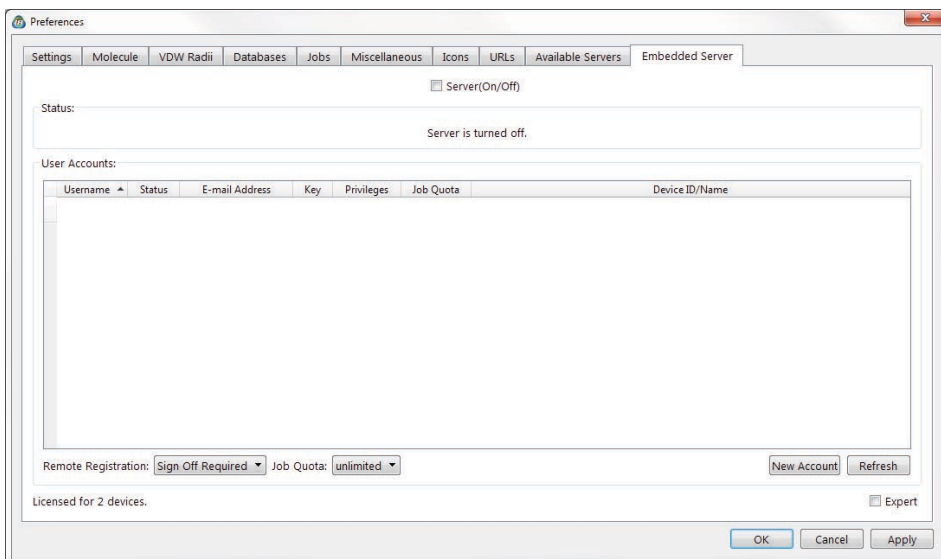 Preferences
Settings Molecule VDW Radii Databases Jobs Miscellaneous Icons URLs Available Servers Embedded Server
Server(On/Off)
Status:
Server is turned off.
User Accounts:
Username Status E-mail Address Key Privileges Job Quota Device ID/Name
Remote Registration: Sign Off Required Job Quota: unlimited New Account Refresh
Licensed for 2 devices. Expert
OK Cancel Apply